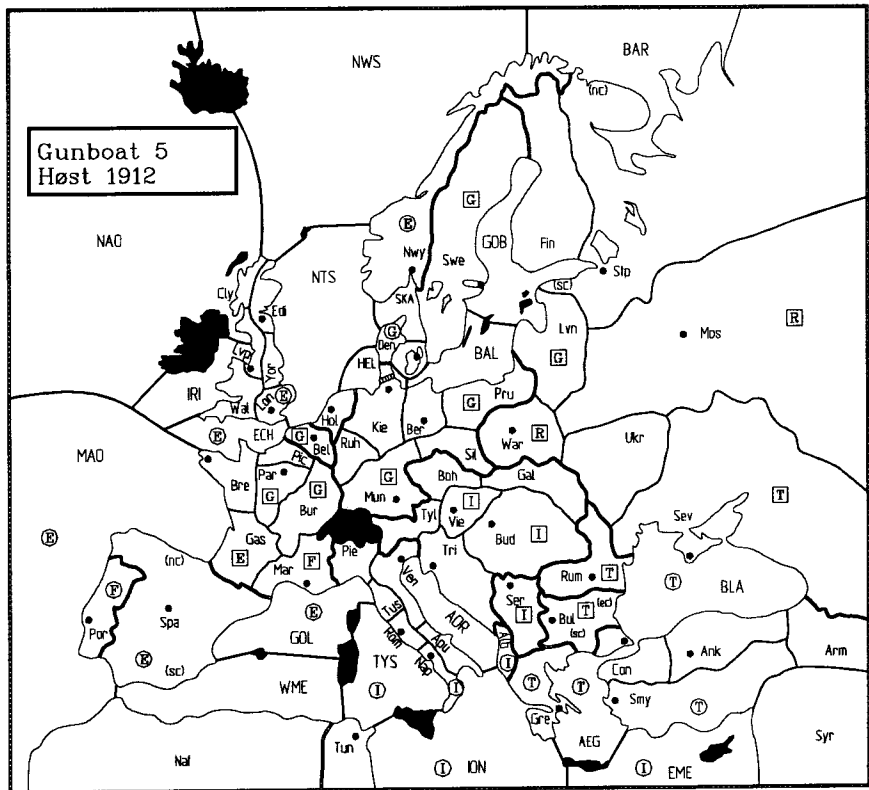 NWS
BAR
(nc)
Gunboat 5
Høst 1912
G
E
NAO
NTS
Nwy
Swe
GOB
Fin
Stp
(sc)
Cly
Edi
SKA
Lvn
Mos
R
G
Den
G
Lvpl
Yor
HEL
BAL
IRI
Wal
Lon
E
Hol
Kie
Ber
G
Pru
War
R
MAO
E
ECH
G
Bel
Ruh
Sil
Ukr
Pic
Par
G
Bre
G
Bur
G
Mun
Boh
Gal
Tyl
I
Vie
Bud
I
Sev
T
E
Gas
E
F
Mar
Pie
Ven
Tri
Rum
T
T
BLA
(nc)
F
Por
Spa
E
GOL
Tus
Ser
I
T
(ec)
Bul
(sc)
ADR
Rom
Apu
Alb
I
Con
Ank
Arm
E
(sc)
WME
TYS
Nap
I
I
T
T
Gre
Smy
T
AEG
Naf
Tun
I
ION
I
EME
Syr